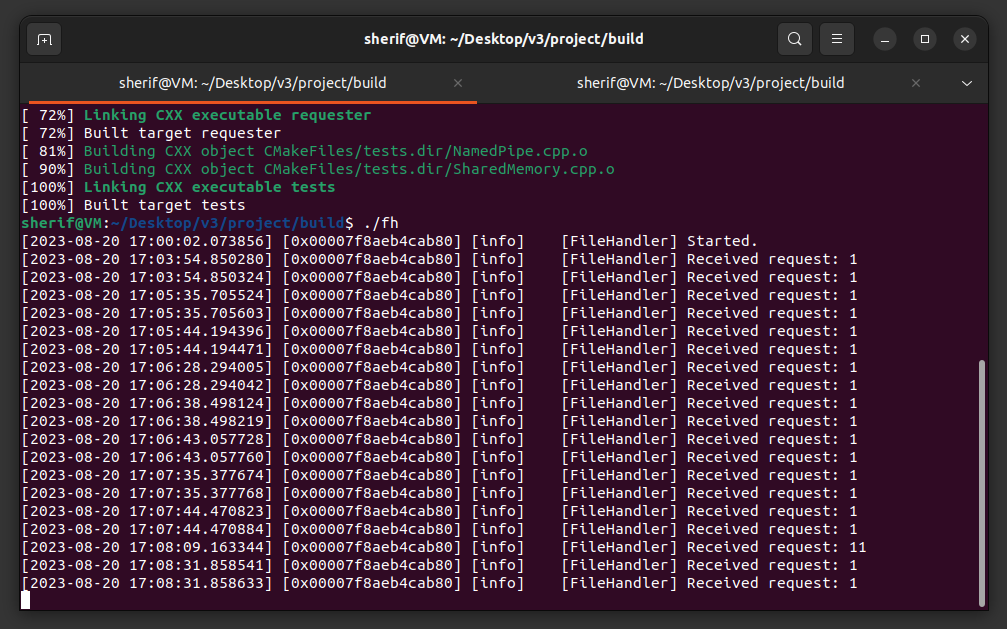 sherif@VM: ~/Desktop/v3/project/build
sherif@VM: ~/Desktop/v3/project/build
sherif@VM: ~/Desktop/v3/project/build
[ 72%] Linking CXX executable requester
[ 72%] Built target requester
[ 81%] Building CXX object CMakeFiles/tests.dir/NamedPipe.cpp.o
[ 90%] Building CXX object CMakeFiles/tests.dir/SharedMemory.cpp.o
[100%] Linking CXX executable tests
[100%] Built target tests
sherif@VM:~/Desktop/v3/project/build$ ./fh
[2023-08-20 17:00:02.073856] [0x00007f8aeb4cab80] [info]    [FileHandler] Started.
[2023-08-20 17:03:54.850280] [0x00007f8aeb4cab80] [info]    [FileHandler] Received request: 1
[2023-08-20 17:03:54.850324] [0x00007f8aeb4cab80] [info]    [FileHandler] Received request: 1
[2023-08-20 17:05:35.705524] [0x00007f8aeb4cab80] [info]    [FileHandler] Received request: 1
[2023-08-20 17:05:35.705603] [0x00007f8aeb4cab80] [info]    [FileHandler] Received request: 1
[2023-08-20 17:05:44.194396] [0x00007f8aeb4cab80] [info]    [FileHandler] Received request: 1
[2023-08-20 17:05:44.194471] [0x00007f8aeb4cab80] [info]    [FileHandler] Received request: 1
[2023-08-20 17:06:28.294005] [0x00007f8aeb4cab80] [info]    [FileHandler] Received request: 1
[2023-08-20 17:06:28.294042] [0x00007f8aeb4cab80] [info]    [FileHandler] Received request: 1
[2023-08-20 17:06:38.498124] [0x00007f8aeb4cab80] [info]    [FileHandler] Received request: 1
[2023-08-20 17:06:38.498219] [0x00007f8aeb4cab80] [info]    [FileHandler] Received request: 1
[2023-08-20 17:06:43.057728] [0x00007f8aeb4cab80] [info]    [FileHandler] Received request: 1
[2023-08-20 17:06:43.057760] [0x00007f8aeb4cab80] [info]    [FileHandler] Received request: 1
[2023-08-20 17:07:35.377674] [0x00007f8aeb4cab80] [info]    [FileHandler] Received request: 1
[2023-08-20 17:07:35.377768] [0x00007f8aeb4cab80] [info]    [FileHandler] Received request: 1
[2023-08-20 17:07:44.470823] [0x00007f8aeb4cab80] [info]    [FileHandler] Received request: 1
[2023-08-20 17:07:44.470884] [0x00007f8aeb4cab80] [info]    [FileHandler] Received request: 1
[2023-08-20 17:08:09.163344] [0x00007f8aeb4cab80] [info]    [FileHandler] Received request: 11
[2023-08-20 17:08:31.858541] [0x00007f8aeb4cab80] [info]    [FileHandler] Received request: 1
[2023-08-20 17:08:31.858633] [0x00007f8aeb4cab80] [info]    [FileHandler] Received request: 1